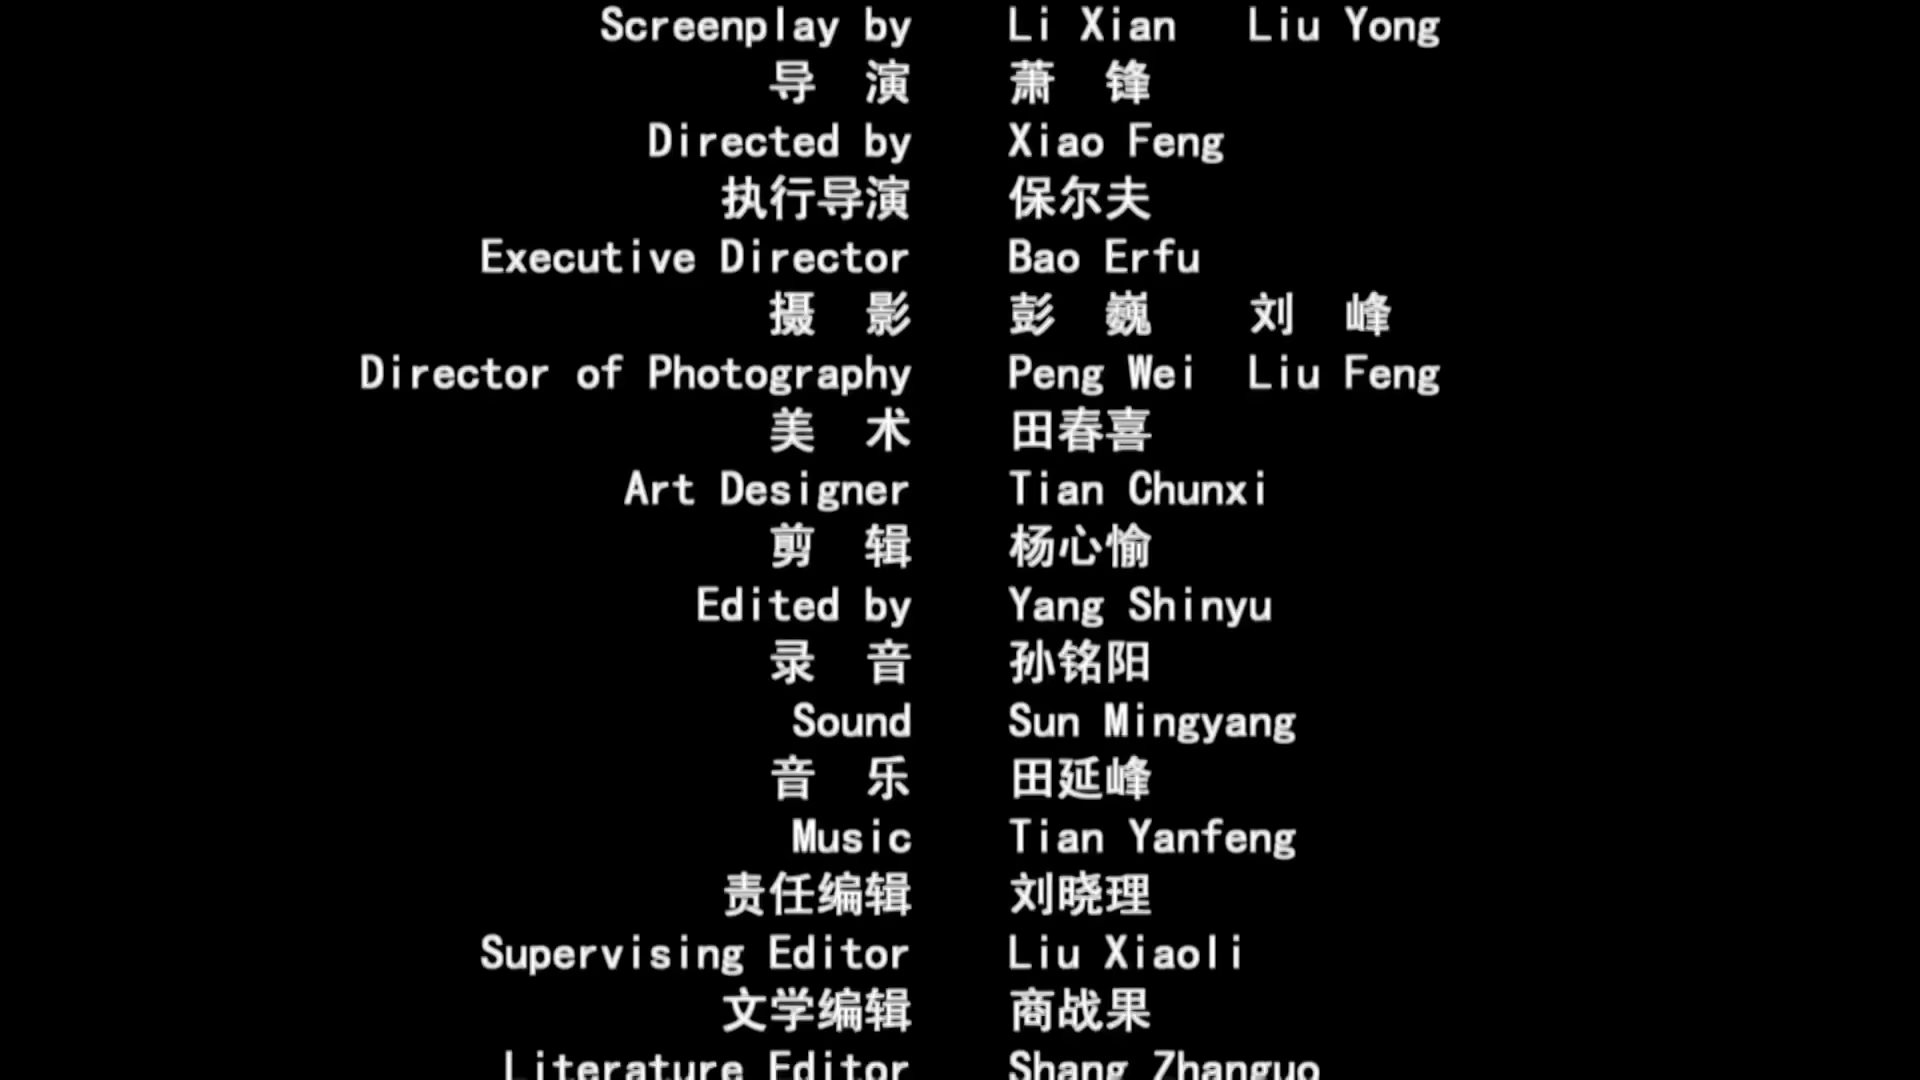 Screenplay by Li Xian Liu Yong
导 演 萧 锋
Directed by Xiao Feng
执行导演 保尔夫
Executive Director Bao Erfu
摄 影 彭 巍 刘 峰
Director of Photography Peng Wei Liu Feng
美 术 田春喜
Art Designer Tian Chunxi
剪 辑 杨心愉
Edited by Yang Shinyu
录 音 孙铭阳
Sound Sun Mingyang
音 乐 田延峰
Music Tian Yanfeng
责任编辑 刘晓理
Supervising Editor Liu Xiaoli
文学编辑 商战果
Literature Editor Shang Zhanguo